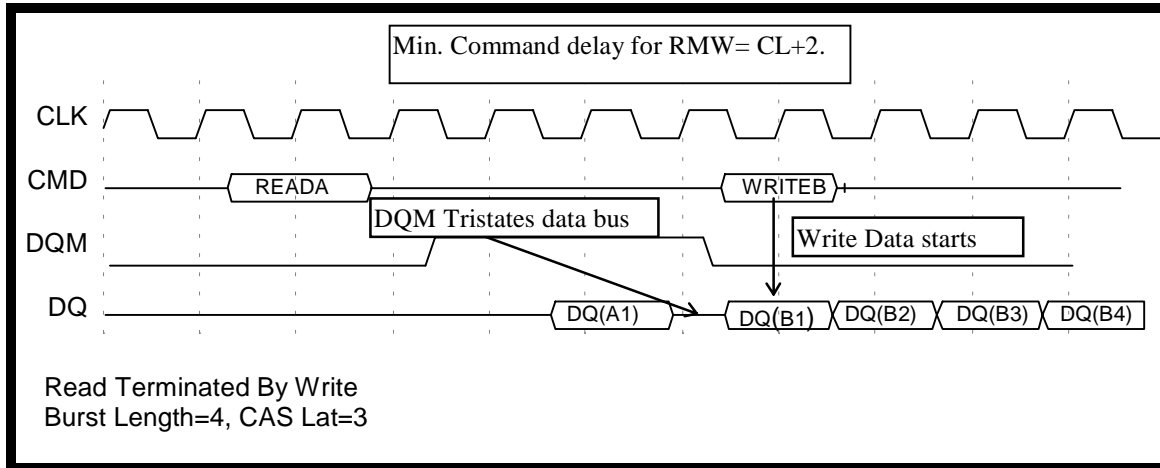 Min. Command delay for RMW= CL+2.
CLK
CMD
READA
WRITEB
DQM Tristates data bus
DQM
Write Data starts
DQ
DQ(A1)
DQ(B1)
DQ(B2)
DQ(B3)
DQ(B4)
Read Terminated By Write
Burst Length=4, CAS Lat=3